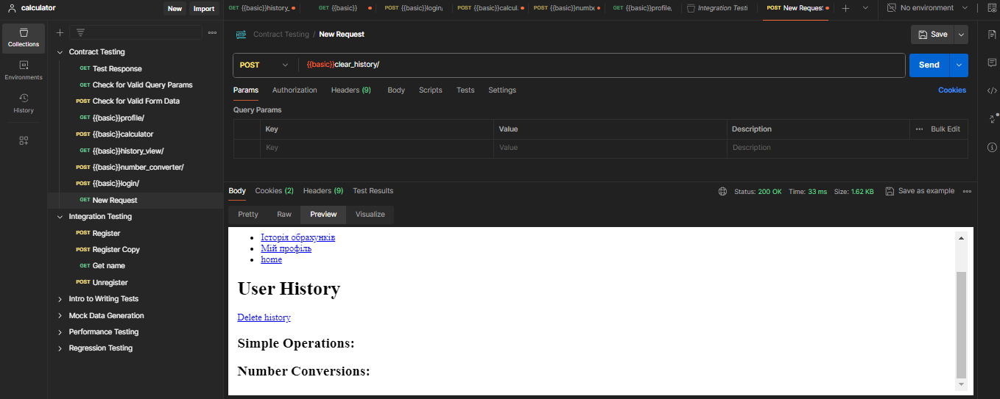 calculator New Import
GET {{basic}}history_ GET {{basic}} POST {{basic}}login, POST {{basic}}calcul. POST {{basic}}numbe GET {{basic}}profile, Integration Testi POST New Request + No environment
Collections
Environments
History
Contract Testing
GET Test Response
GET Check for Valid Query Params
POST Check for Valid Form Data
GET {{basic}}profile/
POST {{basic}}calculator
GET {{basic}}history_view/
POST {{basic}}number_converter/
POST {{basic}}login/
GET New Request
Integration Testing
POST Register
POST Register Copy
GET Get name
POST Unregister
Intro to Writing Tests
Mock Data Generation
Performance Testing
Regression Testing
HTTP Contract Testing / New Request Save
POST {{basic}}clear_history/ Send
Params Authorization Headers (9) Body Scripts Tests Settings Cookies
Query Params
Key Value Description ... Bulk Edit
Key Value Description
Body Cookies (2) Headers (9) Test Results Status: 200 OK Time: 33 ms Size: 1.62 KB Save as example
Pretty Raw Preview Visualize
Історія обрахунків
Мій профіль
home
User History
Delete history
Simple Operations:
Number Conversions: